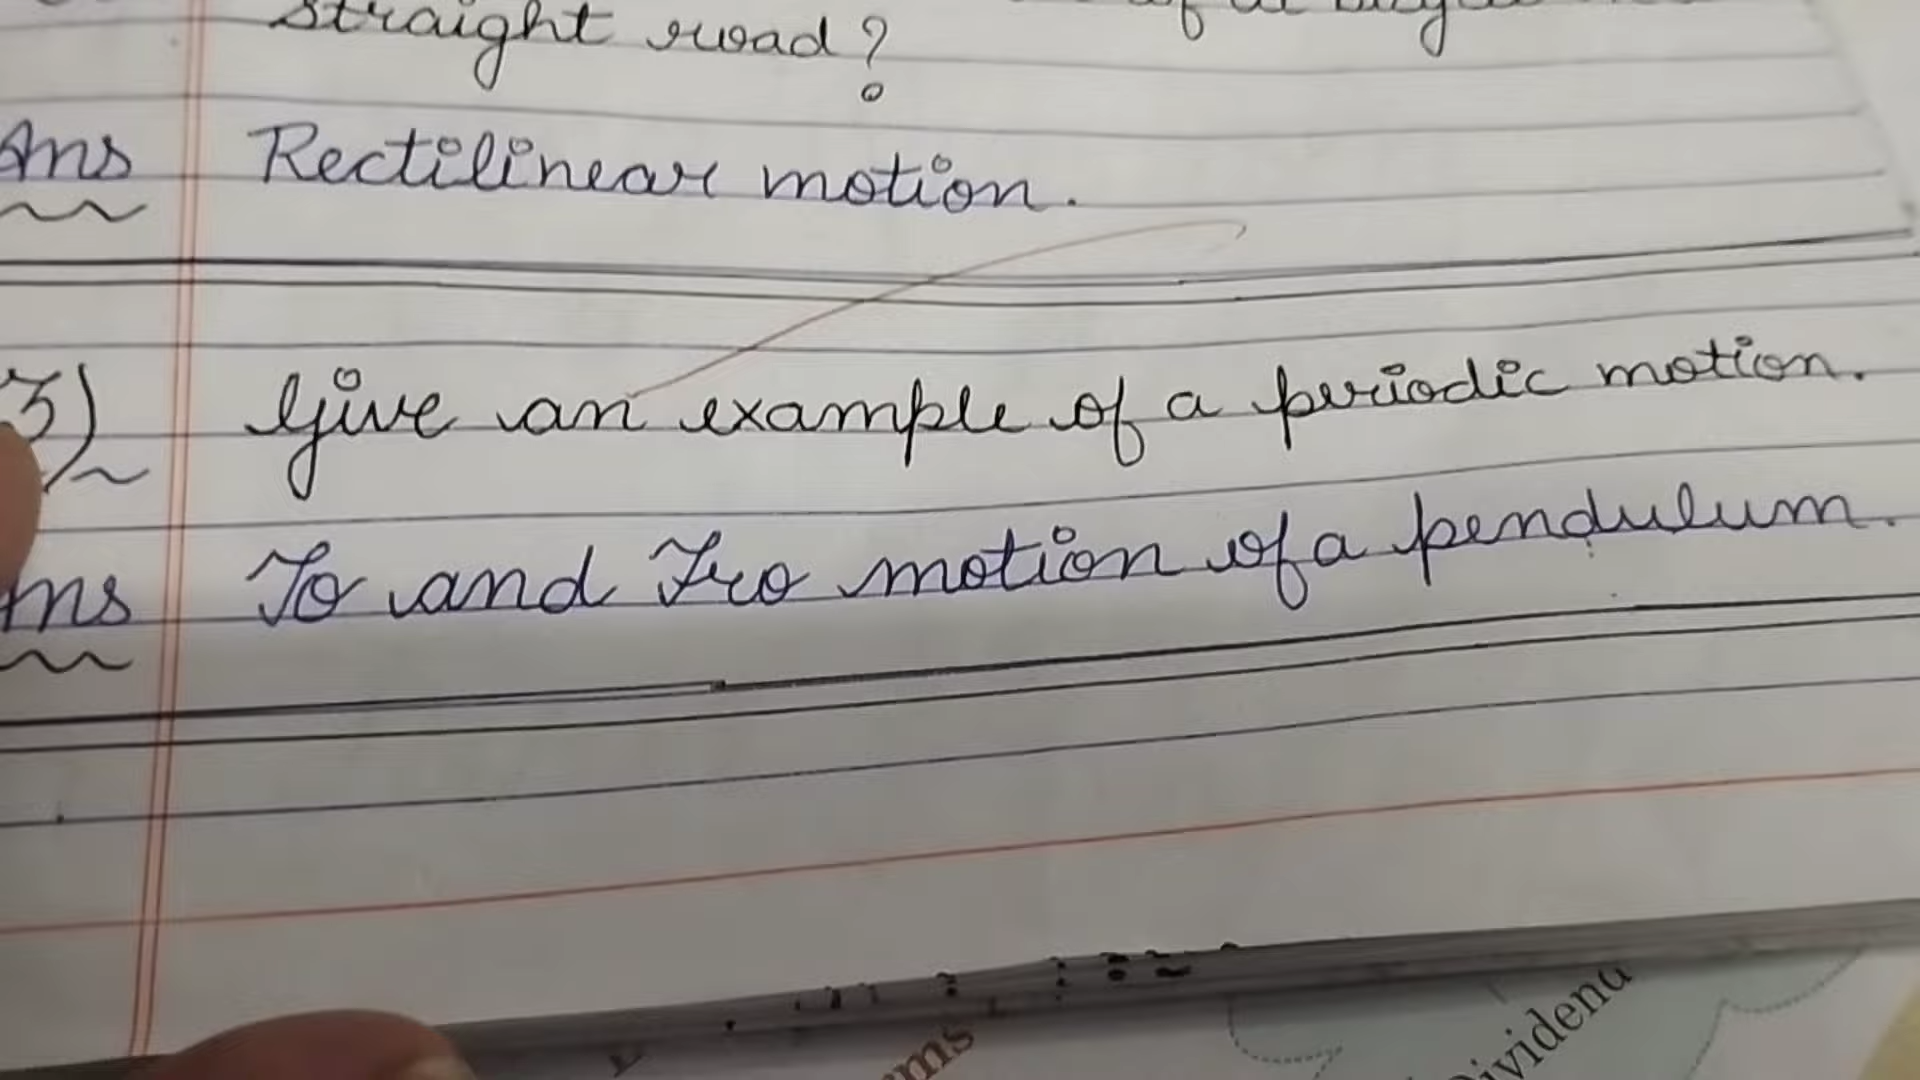 straight road?
Ans Rectilinear motion.
3) Give an example of a periodic motion.
Ans To and Fro motion of a pendulum.
Dividend